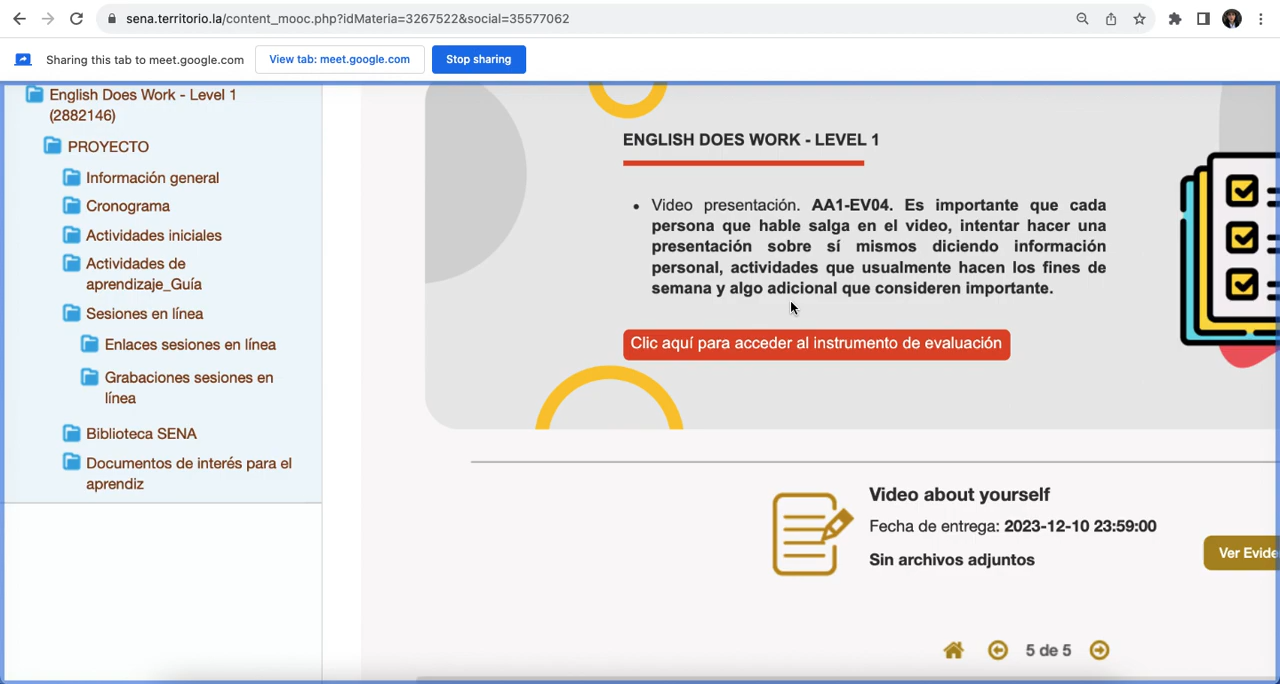 sena.territorio.la/content_mooc.php?idMateria=3267522&social=35577062
Sharing this tab to meet.google.com
View tab: meet.google.com
Stop sharing
English Does Work - Level 1
(2882146)
PROYECTO
Información general
Cronograma
Actividades iniciales
Actividades de
aprendizaje_Guía
Sesiones en línea
Enlaces sesiones en línea
Grabaciones sesiones en
línea
Biblioteca SENA
Documentos de interés para el
aprendiz
ENGLISH DOES WORK - LEVEL 1
• Video presentación. AA1-EV04. Es importante que cada
persona que hable salga en el video, intentar hacer una
presentación sobre sí mismos diciendo información
personal, actividades que usualmente hacen los fines de
semana y algo adicional que consideren importante.
Clic aquí para acceder al instrumento de evaluación
Video about yourself
Fecha de entrega: 2023-12-10 23:59:00
Sin archivos adjuntos
Ver Evide
5 de 5